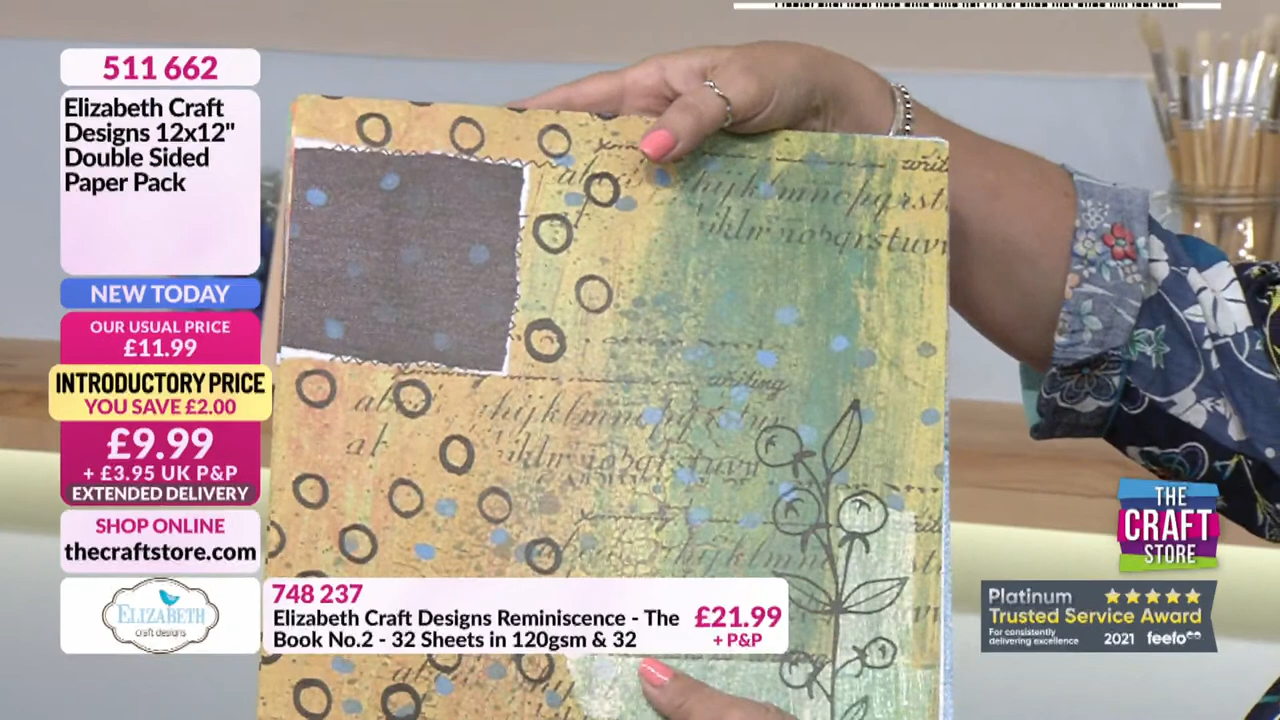 511 662
Elizabeth Craft
Designs 12x12"
Double Sided
Paper Pack
NEW TODAY
OUR USUAL PRICE
£11.99
INTRODUCTORY PRICE
YOU SAVE £2.00
£9.99
+ £3.95 UK P&P
EXTENDED DELIVERY
SHOP ONLINE
thecraftstore.com
ELIZABETH
craft designs
748 237
Elizabeth Craft Designs Reminiscence - The
Book No.2 - 32 Sheets in 120gsm & 32
£21.99
+ P&P
THE
CRAFT
STORE
Platinum
Trusted Service Award
For consistently
delivering excellence
2021 feefo
writing